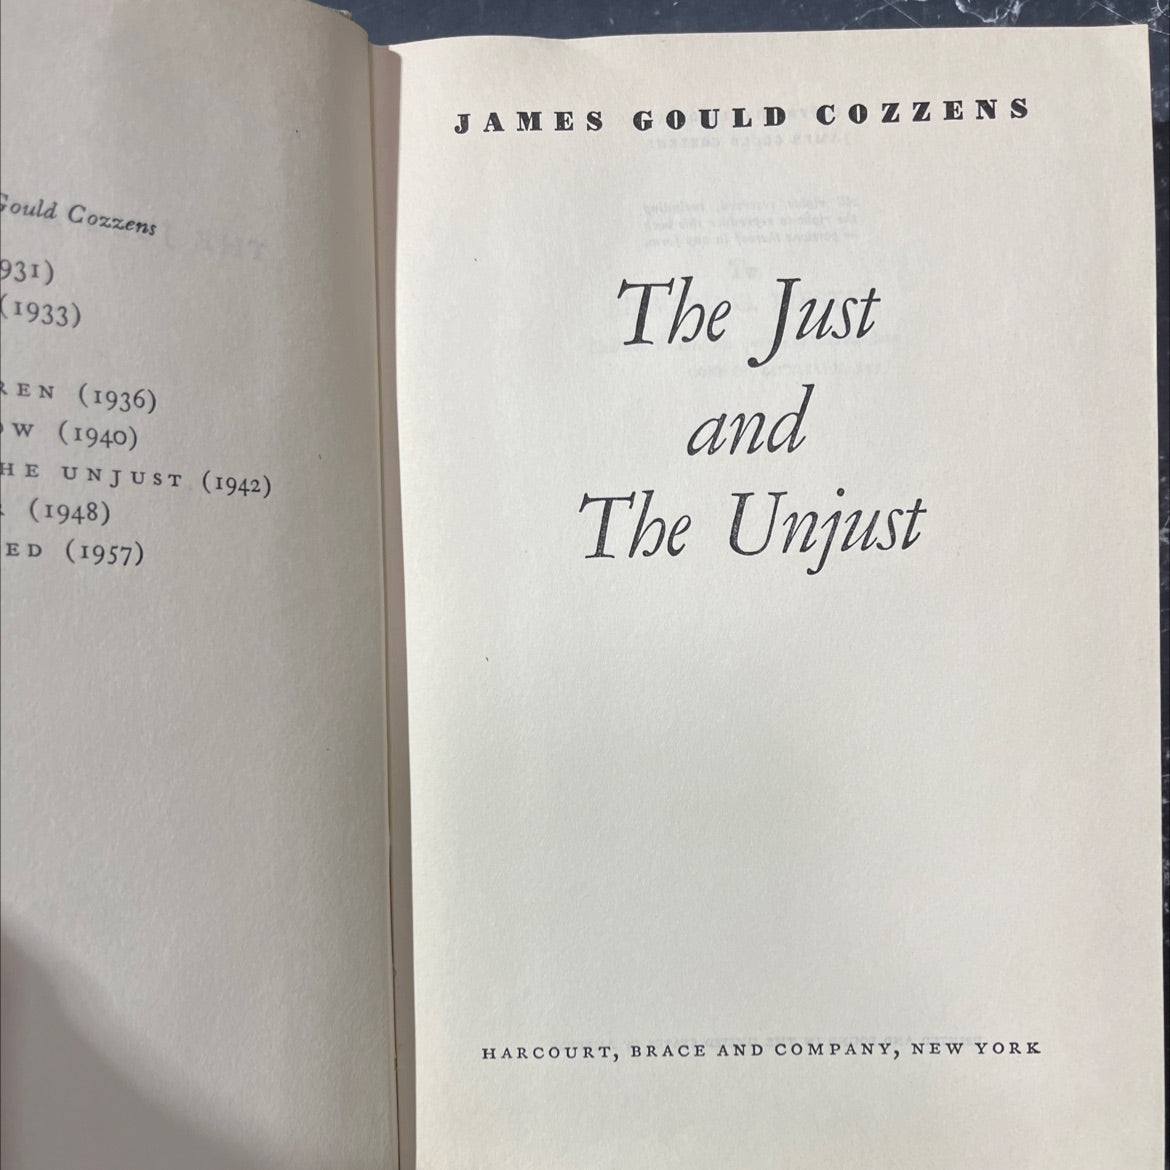 Gould Cozzens
931)
(1933)
REN (1936)
OW (1940)
HE UNJUST (1942)
(1948)
ED (1957)
JAMES GOULD COZZENS
The Just
and
The Unjust
HARCOURT, BRACE AND COMPANY, NEW YORK